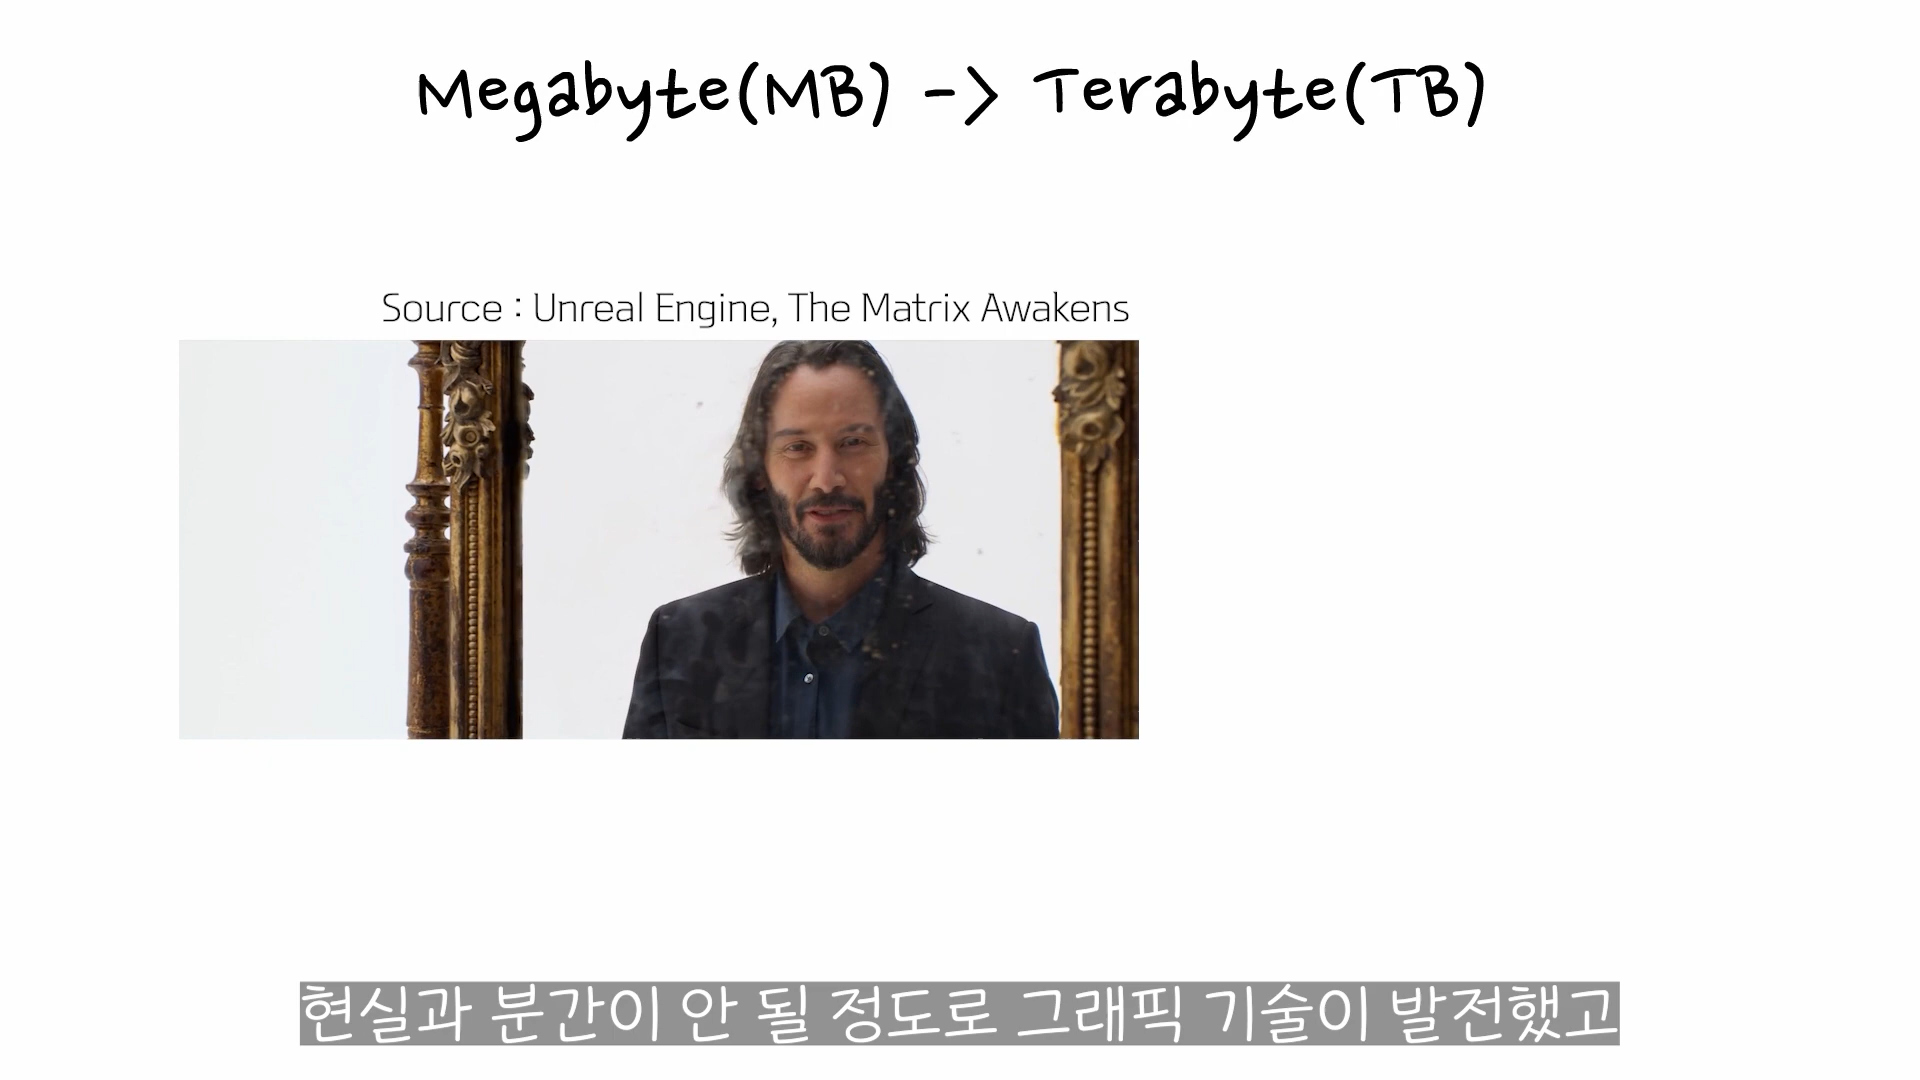 Megabyte(MB) -> Terabyte(TB)
Source : Unreal Engine, The Matrix Awakens
현실과 분간이 안 될 정도로 그래픽 기술이 발전했고